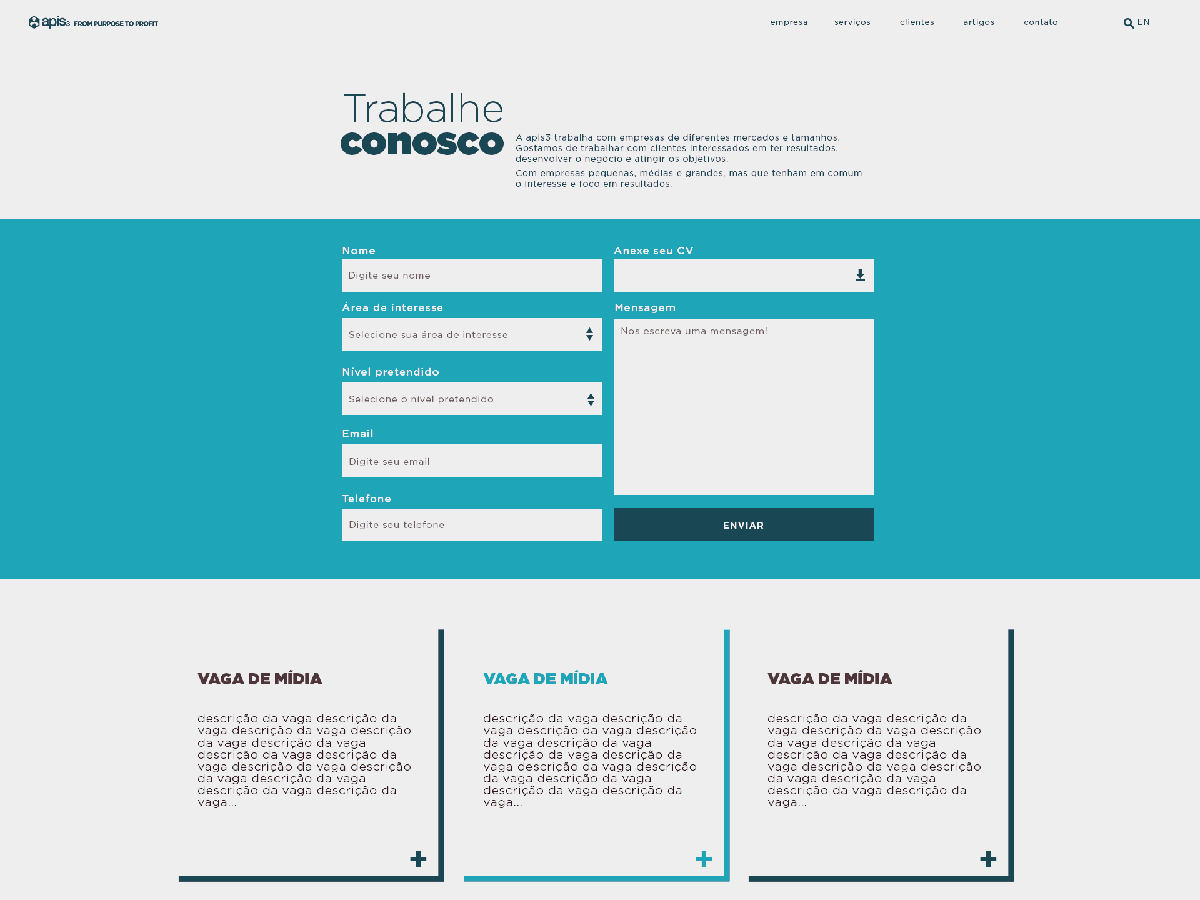 apis3 FROM PURPOSE TO PROFIT
empresa serviços clientes artigos contato EN
Trabalhe
conosco
A apis3 trabalha com empresas de diferentes mercados e tamanhos.
Gostamos de trabalhar com clientes interessados em ter resultados,
desenvolver o negócio e atingir os objetivos.
Com empresas pequenas, médias e grandes, mas que tenham em comum
o interesse e foco em resultados.
Nome
Digite seu nome
Área de interesse
Selecione sua área de interesse
Nível pretendido
Selecione o nível pretendido
Email
Digite seu email
Telefone
Digite seu telefone
Anexe seu CV
Mensagem
Nos escreva uma mensagem!
ENVIAR
VAGA DE MÍDIA
descrição da vaga descrição da
vaga descrição da vaga descrição
da vaga descrição da vaga
descrição da vaga descrição da
vaga descrição da vaga descrição
da vaga descrição da vaga
descrição da vaga descrição da
vaga...
+
VAGA DE MÍDIA
descrição da vaga descrição da
vaga descrição da vaga descrição
da vaga descrição da vaga
descrição da vaga descrição da
vaga descrição da vaga descrição
da vaga descrição da vaga
descrição da vaga descrição da
vaga...
+
VAGA DE MÍDIA
descrição da vaga descrição da
vaga descrição da vaga descrição
da vaga descrição da vaga
descrição da vaga descrição da
vaga descrição da vaga descrição
da vaga descrição da vaga
descrição da vaga descrição da
vaga...
+